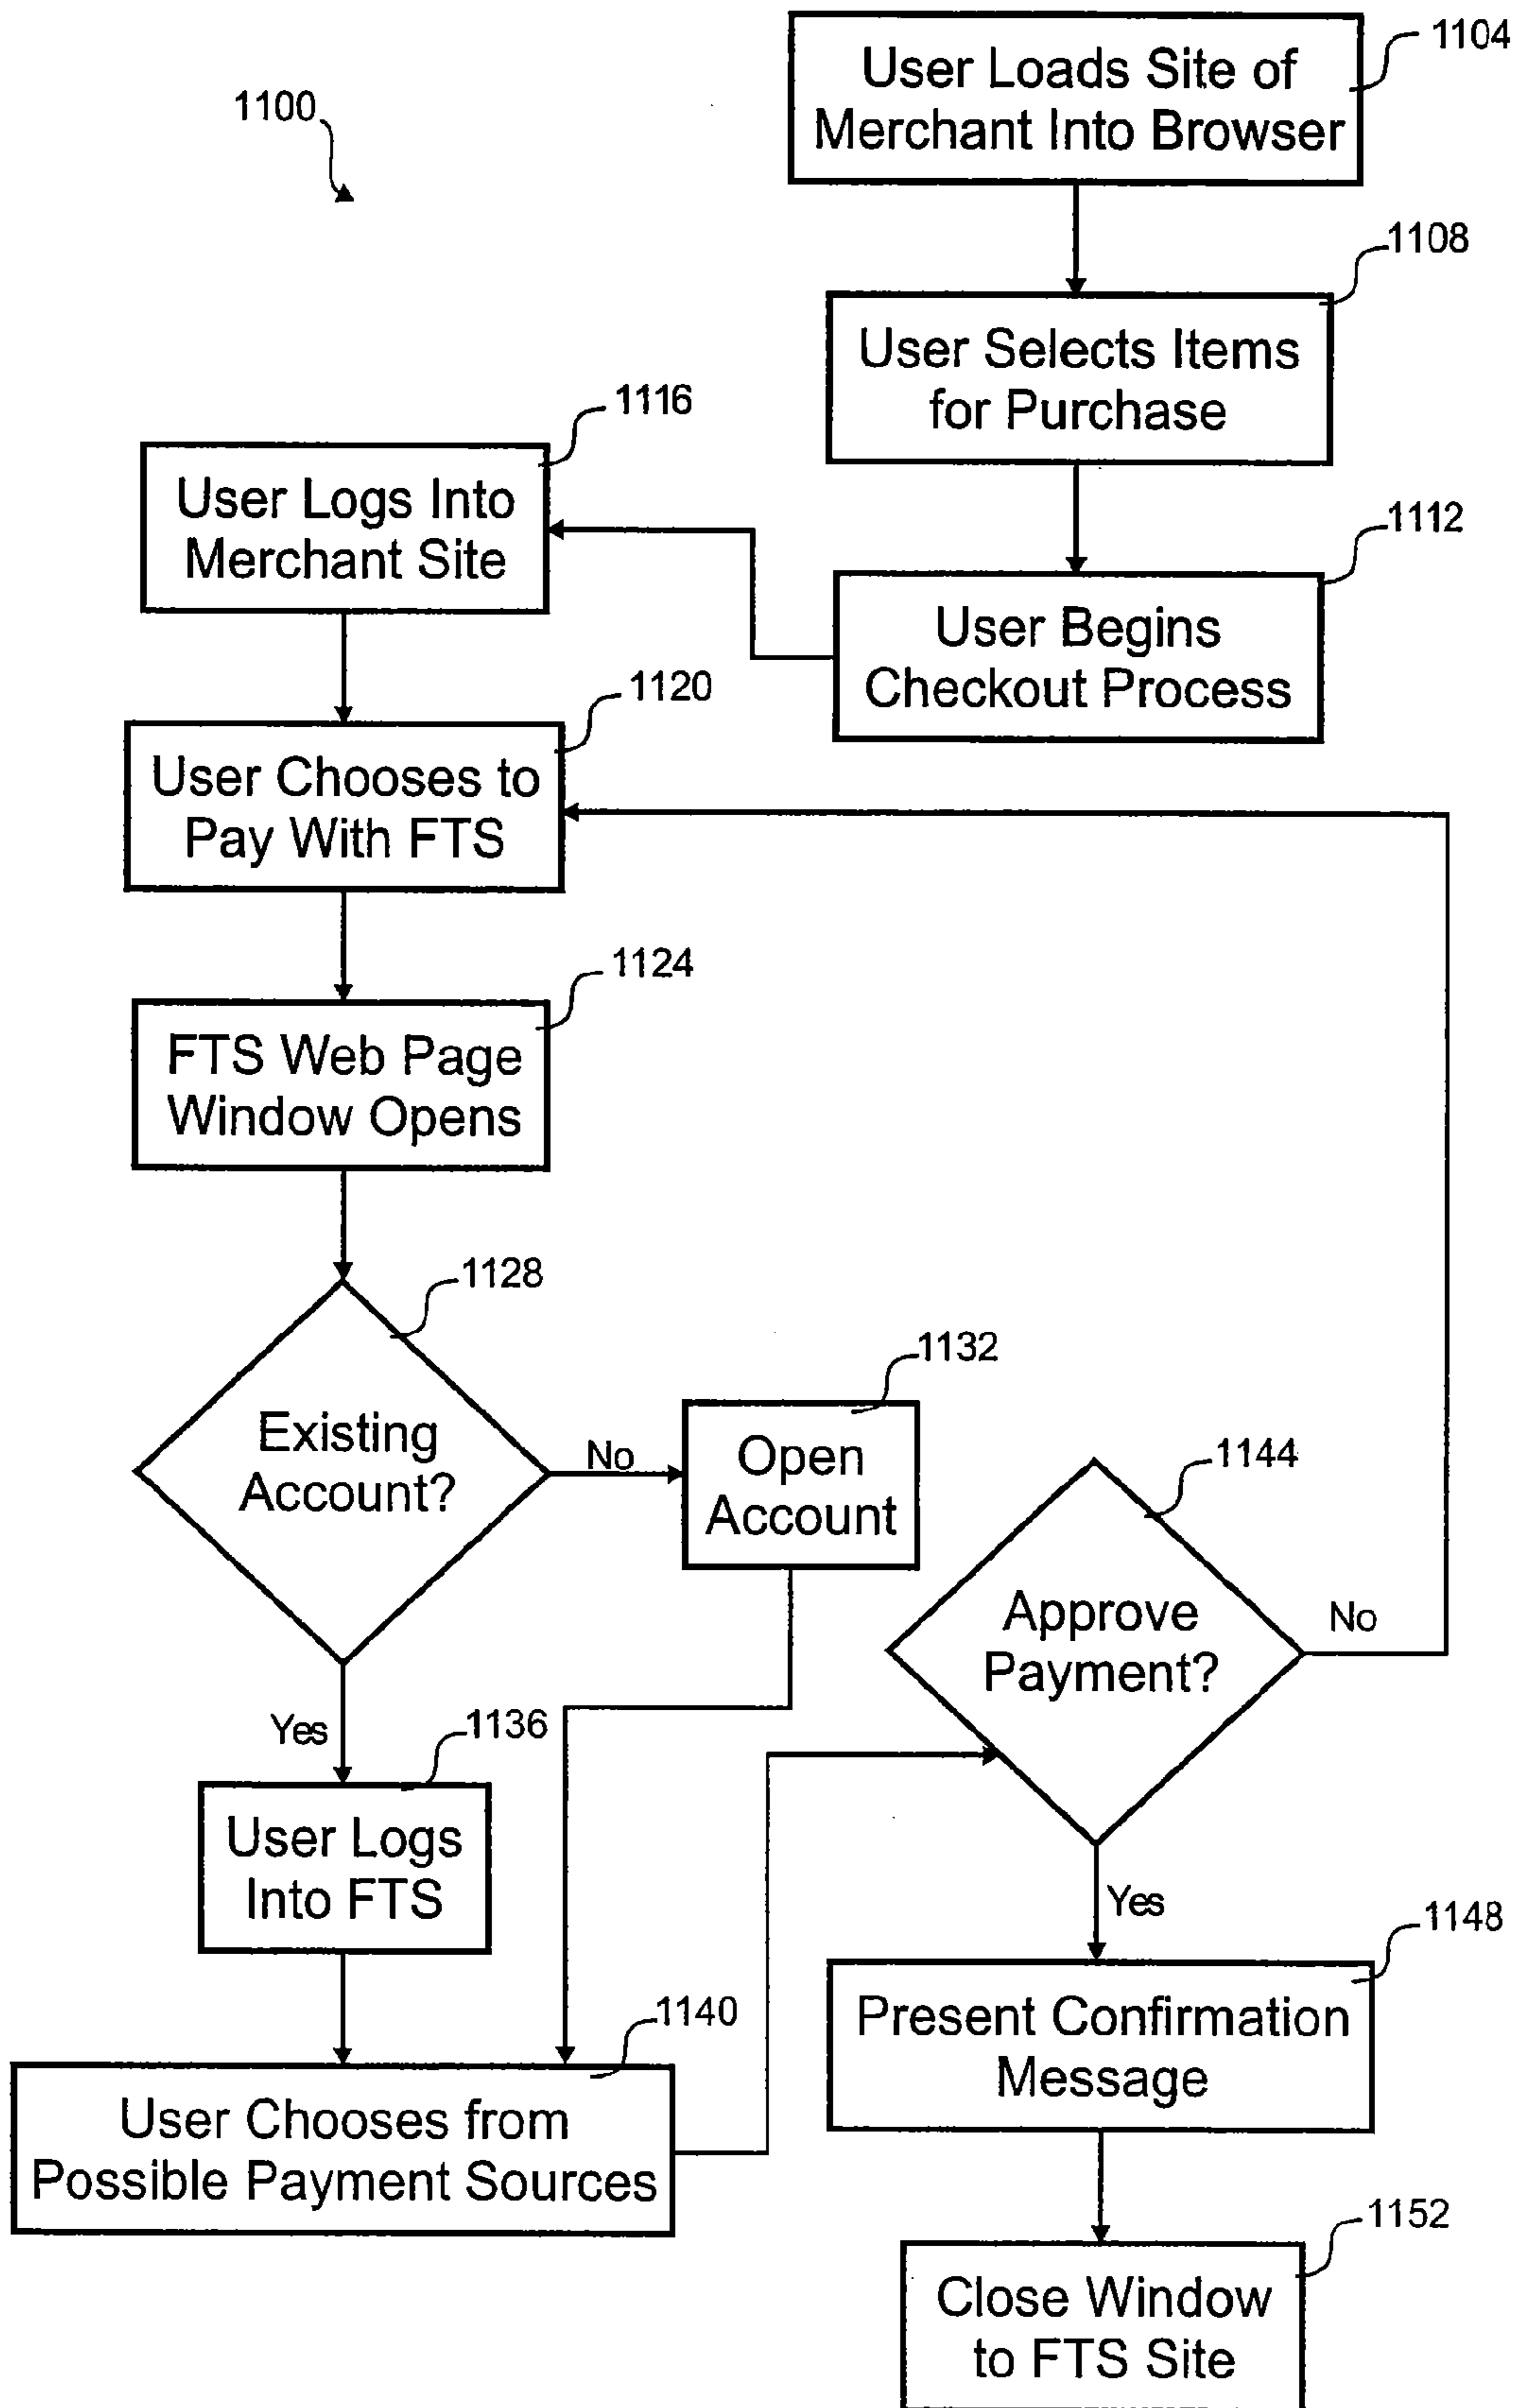 1100
1104
User Loads Site of
Merchant Into Browser
1108
User Selects Items
for Purchase
1112
User Begins
Checkout Process
1116
User Logs Into
Merchant Site
1120
User Chooses to
Pay With FTS
1124
FTS Web Page
Window Opens
1128
Existing
Account?
No
1132
Open
Account
Yes
1136
User Logs
Into FTS
1140
User Chooses from
Possible Payment Sources
1144
Approve
Payment?
No
Yes
1148
Present Confirmation
Message
1152
Close Window
to FTS Site